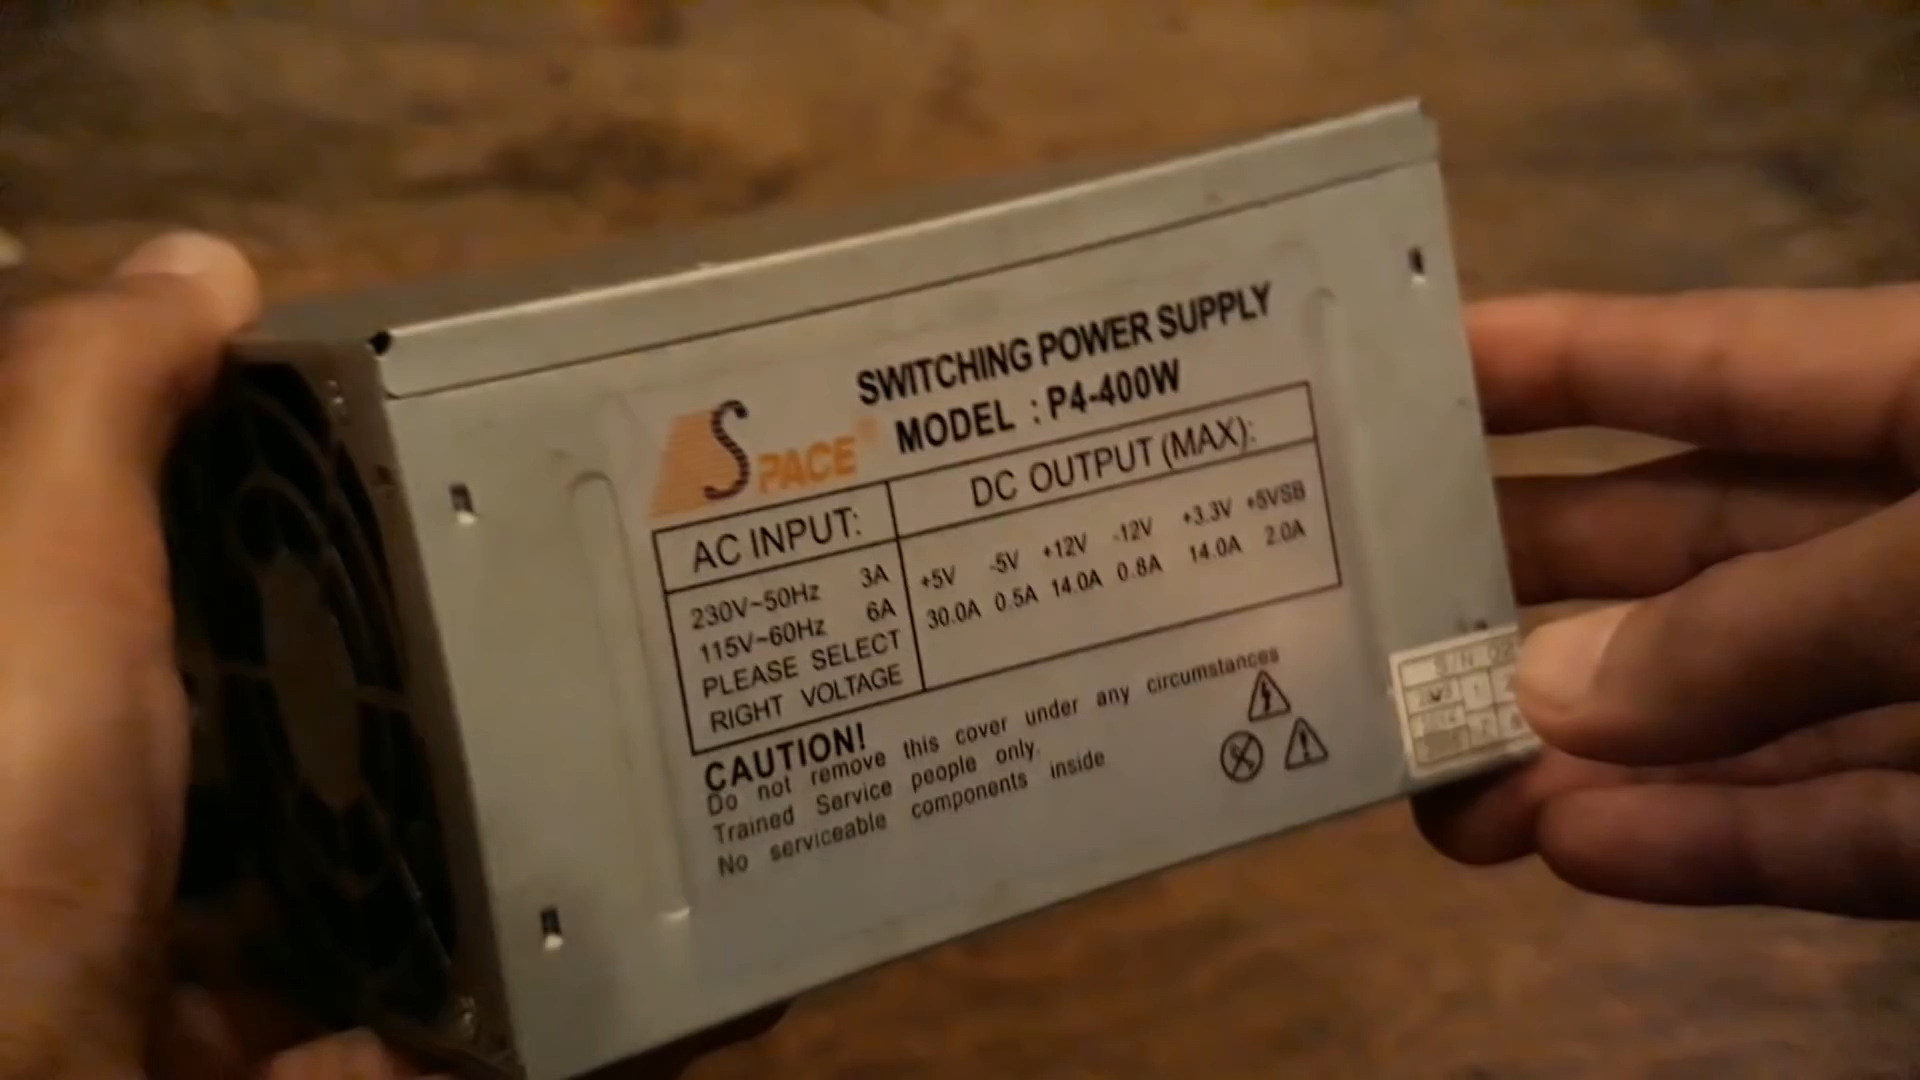 SPACE®
SWITCHING POWER SUPPLY
MODEL : P4-400W
AC INPUT:
230V~50Hz 3A
115V~60Hz 6A
PLEASE SELECT
RIGHT VOLTAGE
DC OUTPUT (MAX):
+5V -5V +12V -12V +3.3V +5VSB
30.0A 0.5A 14.0A 0.8A 14.0A 2.0A
CAUTION!
Do not remove this cover under any circumstances
Trained Service people only.
No serviceable components inside
S/N